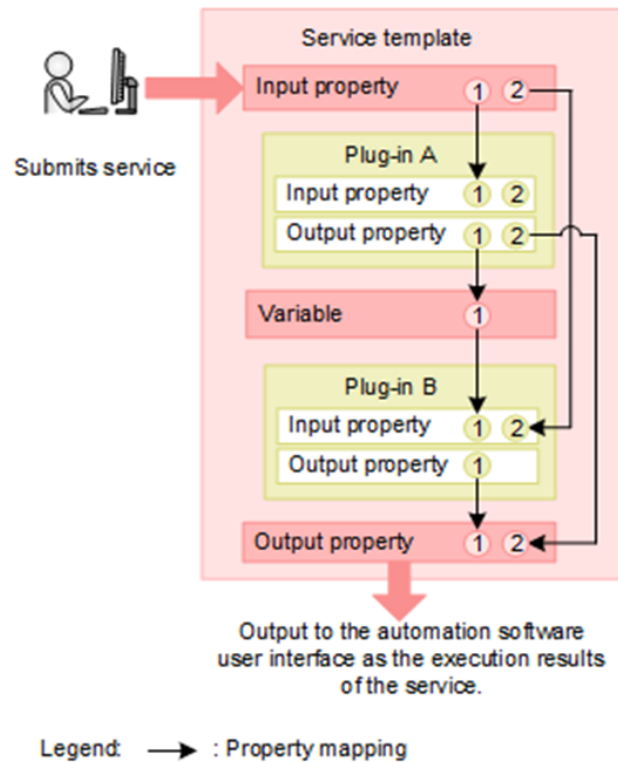 Service template
Submits service
Input property 1 2
Plug-in A
Input property 1 2
Output property 1 2
Variable 1
Plug-in B
Input property 1 2
Output property 1
Output property 1 2
Output to the automation software
user interface as the execution results
of the service.
Legend: : Property mapping